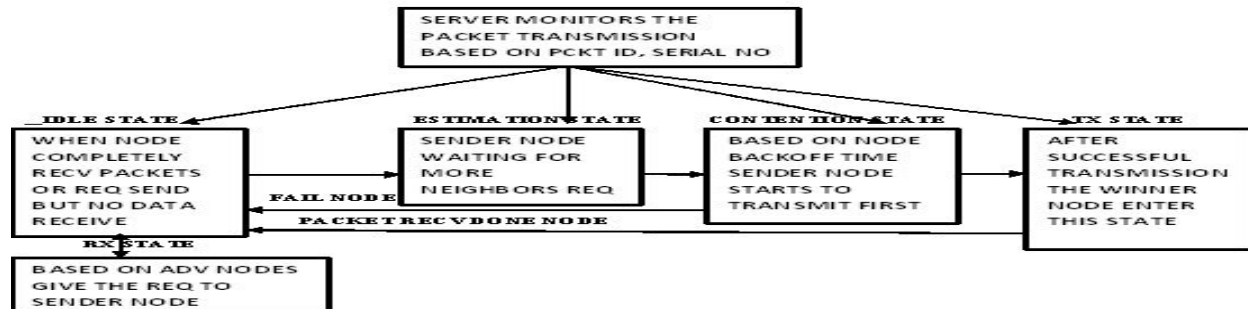 SERVER MONITORS THE
PACKET TRANSMISSION
BASED ON PCKT ID, SERIAL NO
IDLE STATE
WHEN NODE
COMPLETELY
RECV PACKETS
OR REQ SEND
BUT NO DATA
RECEIVE
ESTIMATION STATE
SENDER NODE
WAITING FOR
MORE
NEIGHBORS REQ
CONTENTION STATE
BASED ON NODE
BACKOFF TIME
SENDER NODE
STARTS TO
TRANSMIT FIRST
TX STATE
AFTER
SUCCESSFUL
TRANSMISSION
THE WINNER
NODE ENTER
THIS STATE
FAIL NODE
PACKET RECVDONE NODE
RX STATE
BASED ON ADV NODES
GIVE THE REQ TO
SENDER NODE